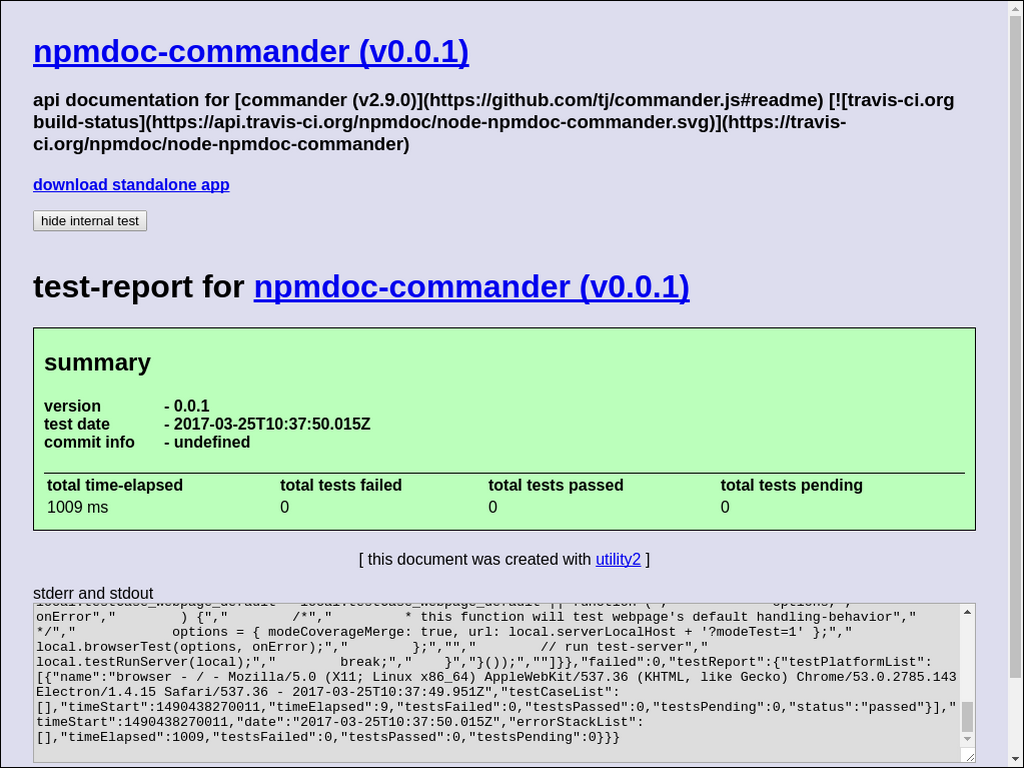 npmdoc-commander (v0.0.1)
api documentation for [commander (v2.9.0)](https://github.com/tj/commander.js#readme) [![travis-ci.org
build-status](https://api.travis-ci.org/npmdoc/node-npmdoc-commander.svg)](https://travis-
ci.org/npmdoc/node-npmdoc-commander)
download standalone app
hide internal test
test-report for npmdoc-commander (v0.0.1)
summary
version - 0.0.1
test date - 2017-03-25T10:37:50.015Z
commit info - undefined
total time-elapsed total tests failed total tests passed total tests pending
1009 ms 0 0 0
[ this document was created with utility2 ]
stderr and stdout
local.testCase_webpage_default || function (","            options,","
onError","        ) {","        /*","         * this function will test webpage's default handling-behavior","
*/","            options = { modeCoverageMerge: true, url: local.serverLocalHost + '?modeTest=1' };","
local.browserTest(options, onError);","        };","","        // run test-server","
local.testRunServer(local);","        break;","    }","}());",""]}},"failed":0,"testReport":{"testPlatformList":
[{"name":"browser - / - Mozilla/5.0 (X11; Linux x86_64) AppleWebKit/537.36 (KHTML, like Gecko) Chrome/53.0.2785.143
Electron/1.4.15 Safari/537.36 - 2017-03-25T10:37:49.951Z","testCaseList":
[],"timeStart":1490438270011,"timeElapsed":9,"testsFailed":0,"testsPassed":0,"testsPending":0,"status":"passed"}],"
timeStart":1490438270011,"date":"2017-03-25T10:37:50.015Z","errorStackList":
[],"timeElapsed":1009,"testsFailed":0,"testsPassed":0,"testsPending":0}}}